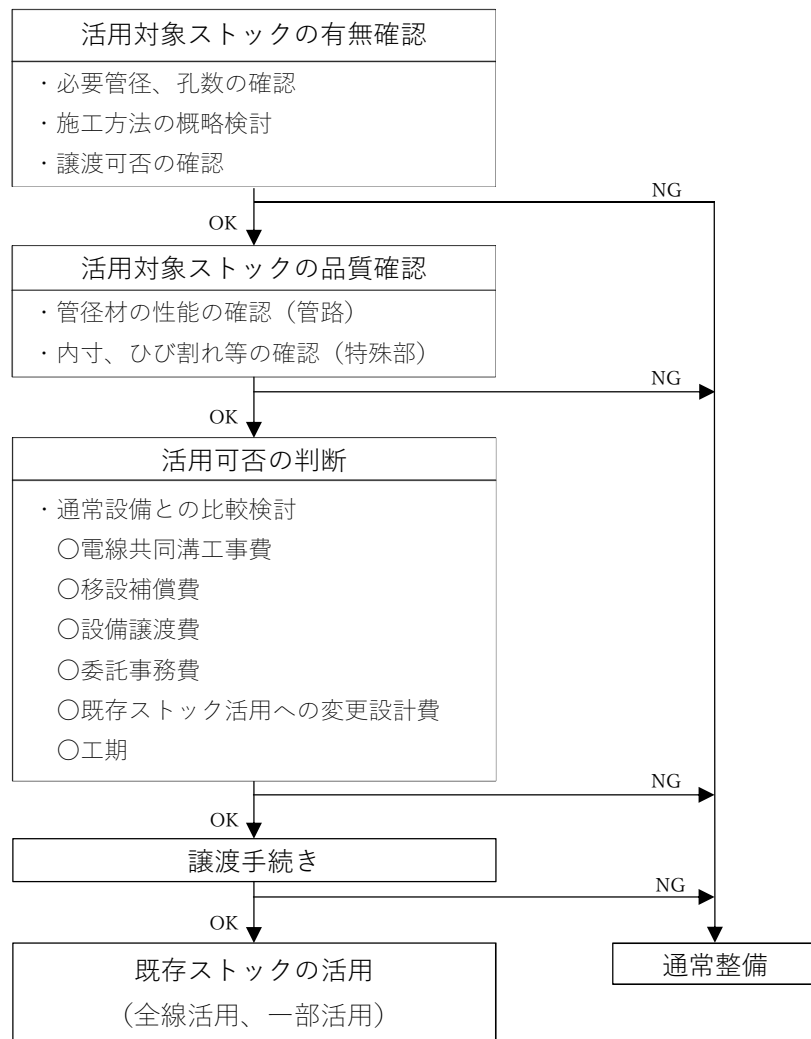 活用対象ストックの有無確認
・必要管径、孔数の確認
・施工方法の概略検討
・譲渡可否の確認
NG
OK
活用対象ストックの品質確認
・管径材の性能の確認（管路）
・内寸、ひび割れ等の確認（特殊部）
NG
OK
活用可否の判断
・通常設備との比較検討
〇電線共同溝工事費
〇移設補償費
〇設備譲渡費
〇委託事務費
〇既存ストック活用への変更設計費
〇工期
NG
OK
譲渡手続き
NG
OK
既存ストックの活用
（全線活用、一部活用）
通常整備